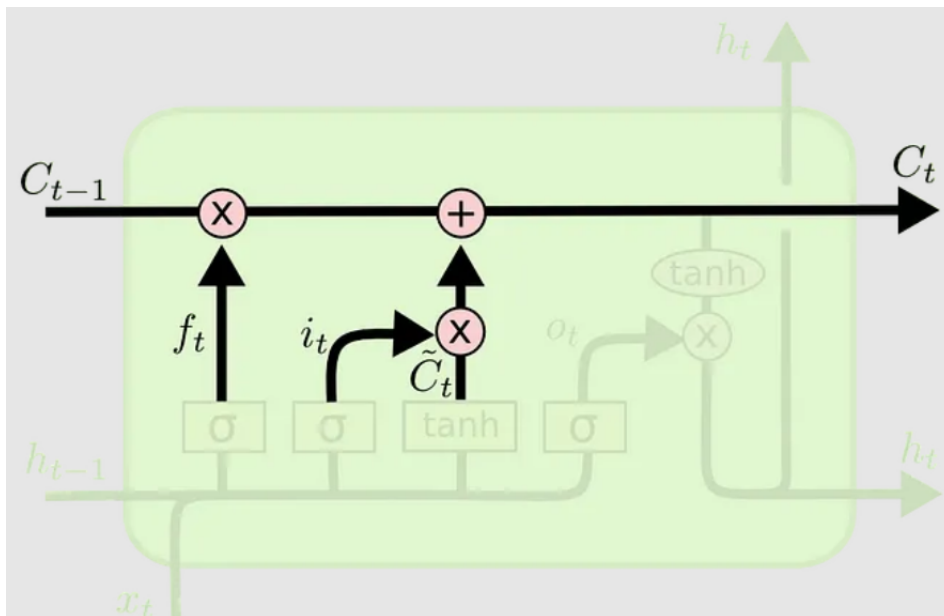 h_t
C_{t-1}
C_t
x
+
tanh
f_t
i_t
x
o_t
x
C̃_t
σ
σ
tanh
σ
h_{t-1}
h_t
x_t